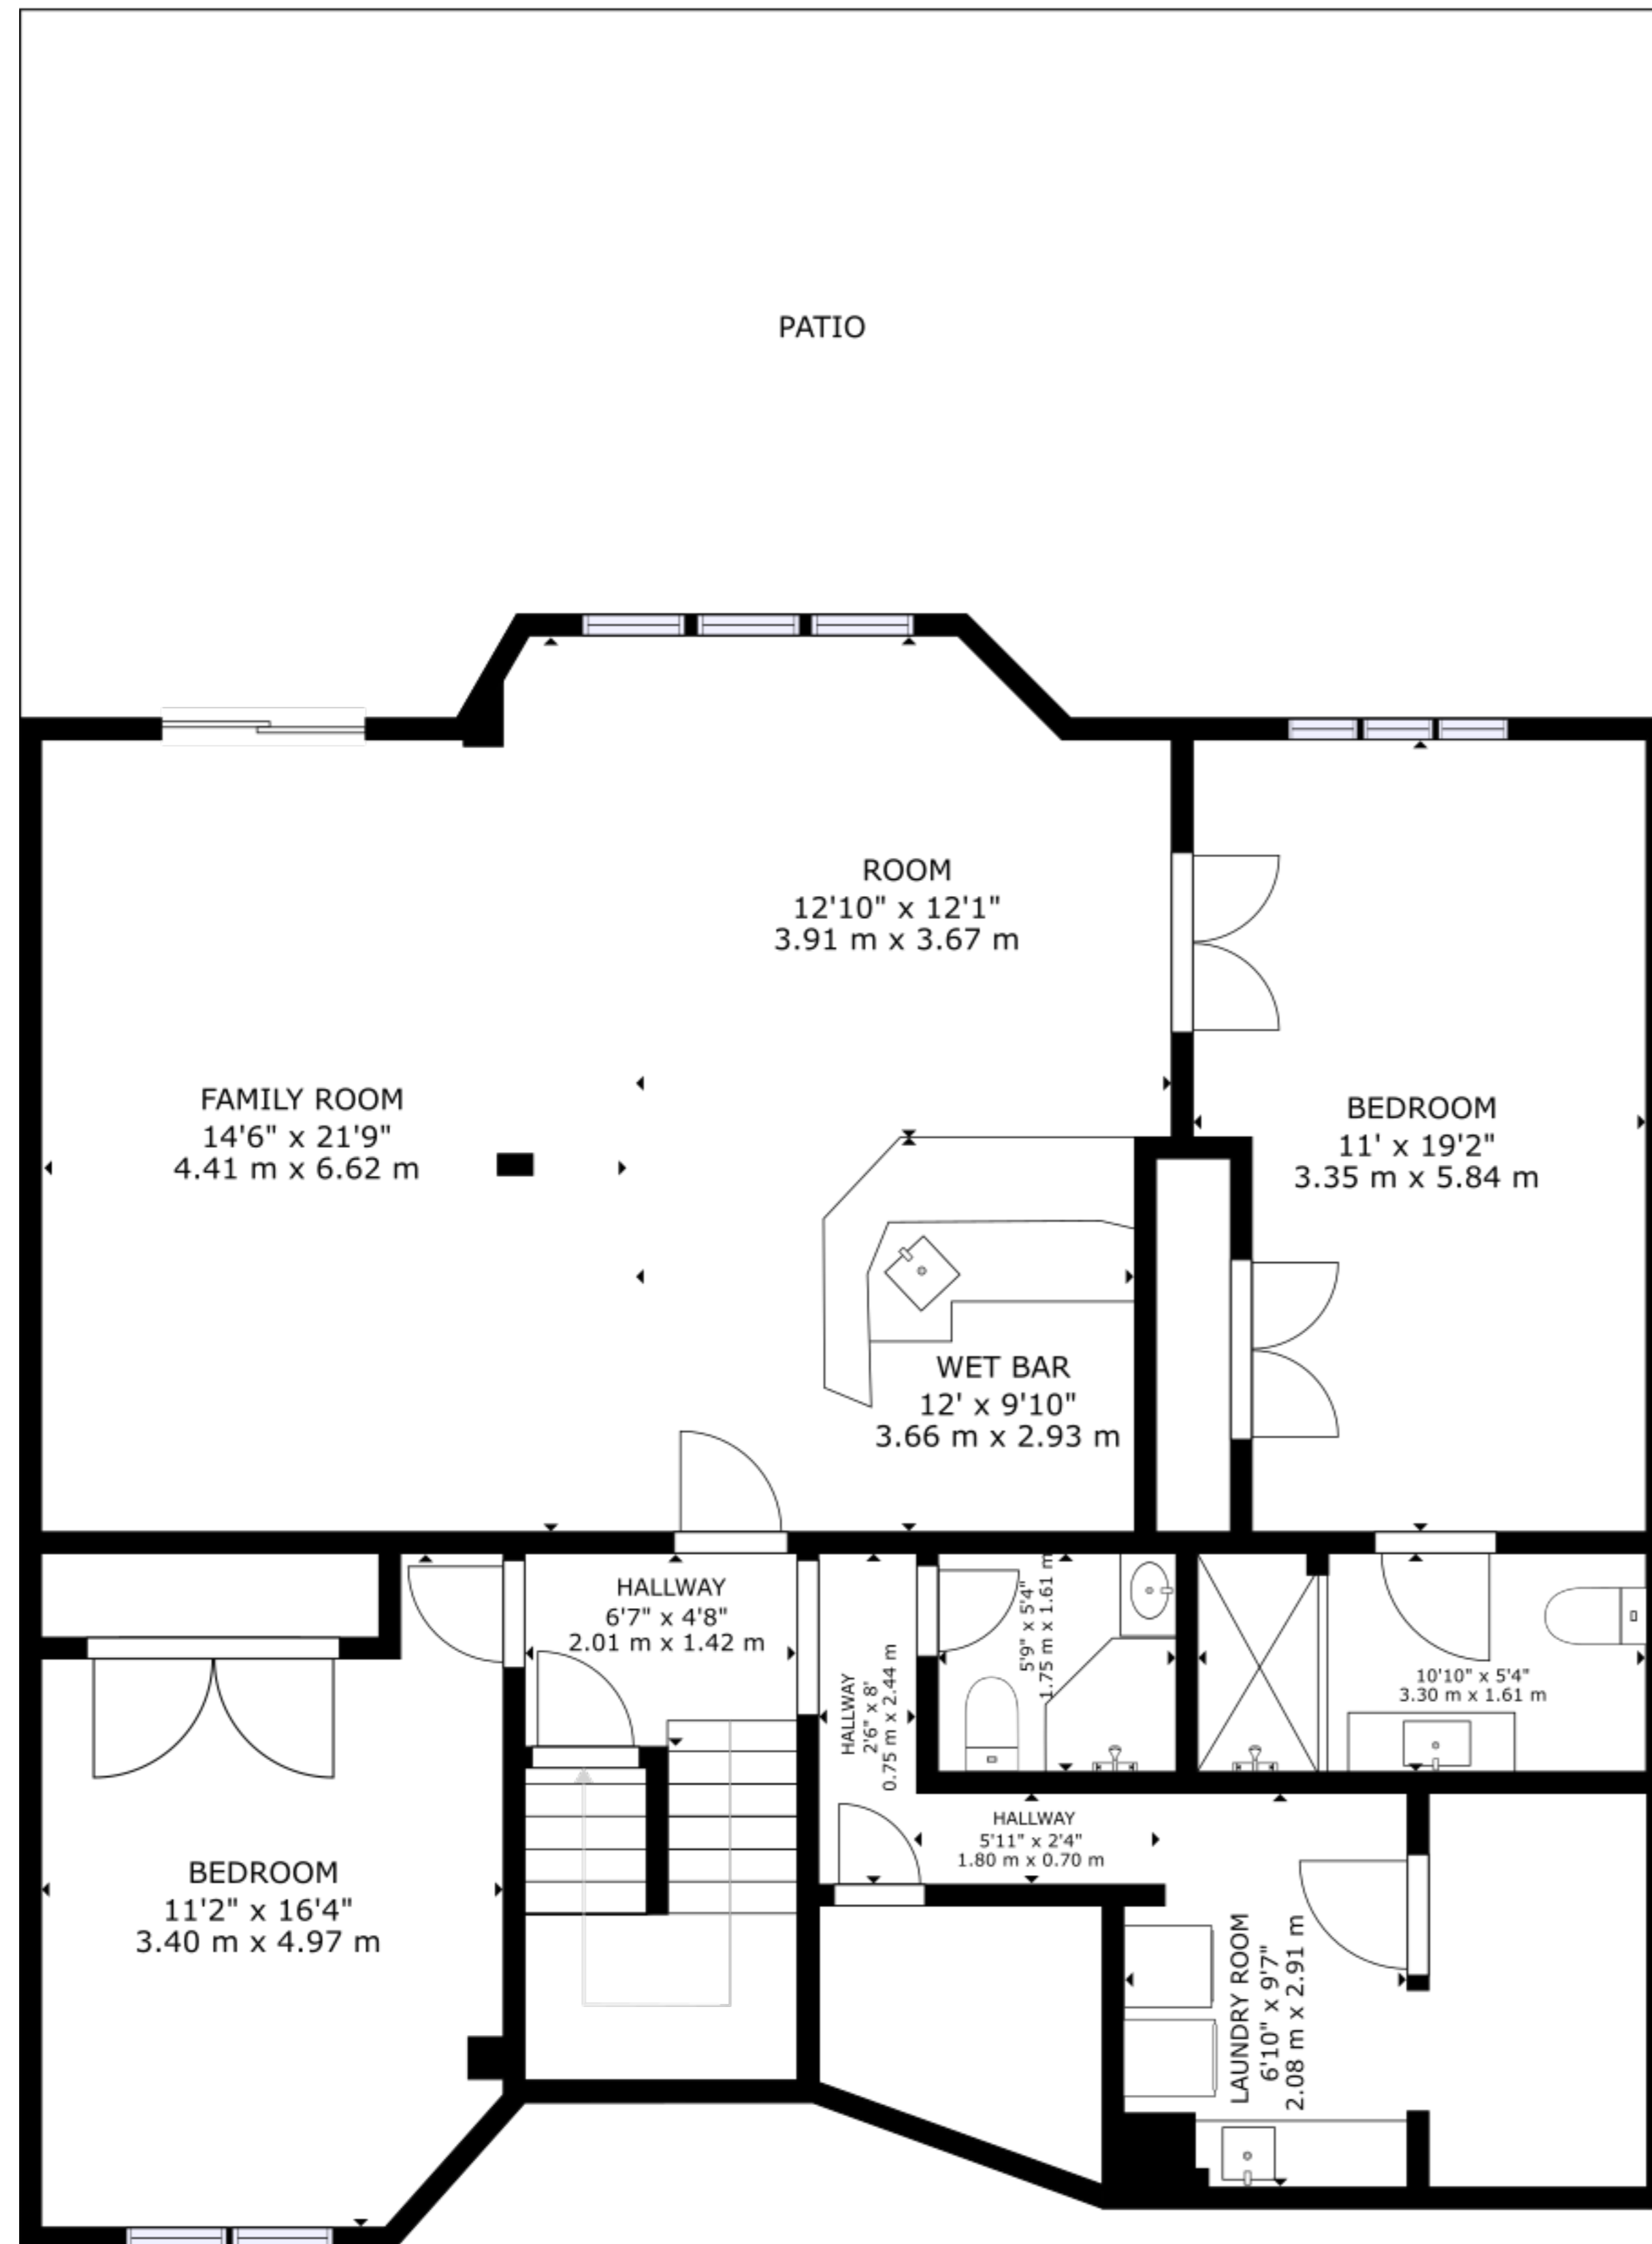 PATIO
ROOM
12'10" x 12'1"
3.91 m x 3.67 m
FAMILY ROOM
14'6" x 21'9"
4.41 m x 6.62 m
BEDROOM
11' x 19'2"
3.35 m x 5.84 m
WET BAR
12' x 9'10"
3.66 m x 2.93 m
HALLWAY
6'7" x 4'8"
2.01 m x 1.42 m
HALLWAY
2'6" x 8'
0.75 m x 2.44 m
5'9" x 5'4"
1.75 m x 1.61 m
10'10" x 5'4"
3.30 m x 1.61 m
HALLWAY
5'11" x 2'4"
1.80 m x 0.70 m
BEDROOM
11'2" x 16'4"
3.40 m x 4.97 m
LAUNDRY ROOM
6'10" x 9'7"
2.08 m x 2.91 m